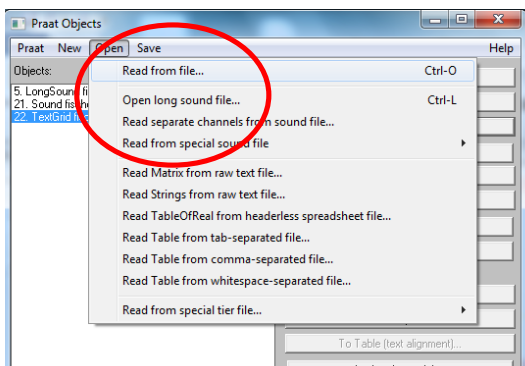 Praat Objects
Praat New Open Save Help
Objects:
5. LongSound fi
21. Sound fisch
22. TextGrid fis
Read from file... Ctrl-O
Open long sound file... Ctrl-L
Read separate channels from sound file...
Read from special sound file
Read Matrix from raw text file...
Read Strings from raw text file...
Read TableOfReal from headerless spreadsheet file...
Read Table from tab-separated file...
Read Table from comma-separated file...
Read Table from whitespace-separated file...
Read from special tier file...
To Table (text alignment)...